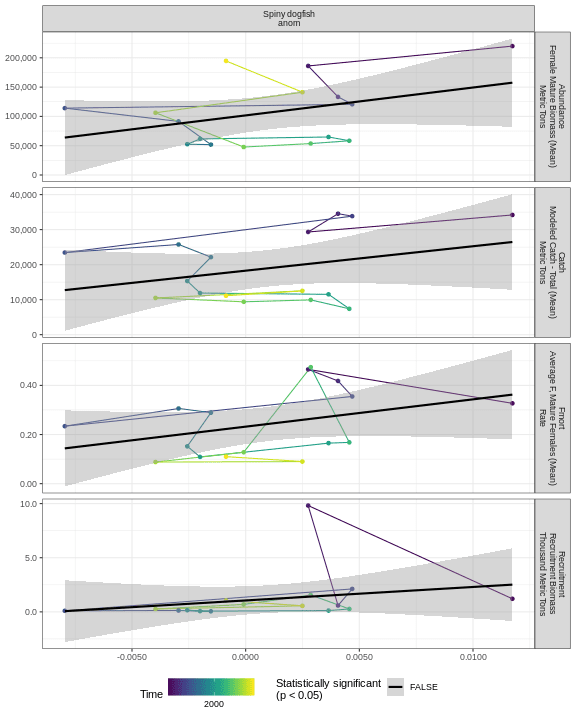 Spiny dogfish
anom
200,000
150,000
100,000
50,000
0
Abundance
Female Mature Biomass (Mean)
Metric Tons
40,000
30,000
20,000
10,000
0
Catch
Modeled Catch - Total (Mean)
Metric Tons
0.40
0.20
0.00
Fmort
Average F, Mature Females (Mean)
Rate
10.0
5.0
0.0
Recruitment
Recruitment Biomass
Thousand Metric Tons
-0.0050
0.0000
0.0050
0.0100
Time
2000
Statistically significant
(p < 0.05)
FALSE